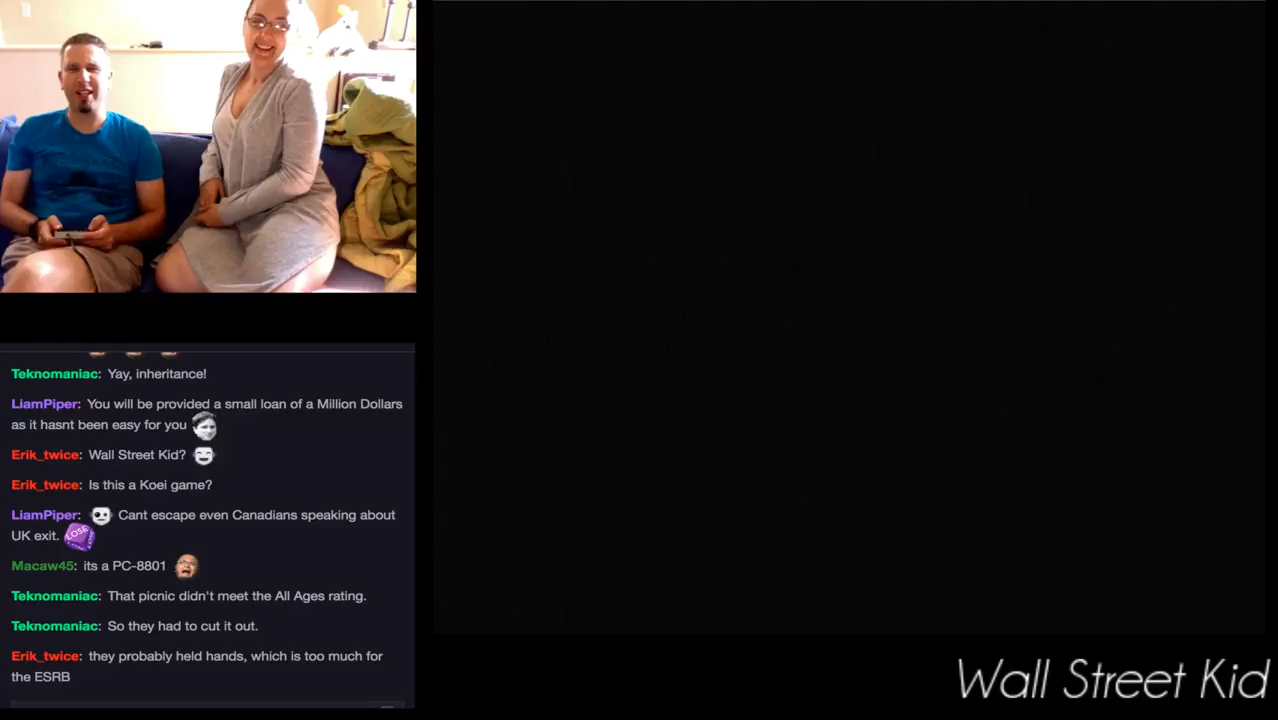 Teknomaniac: Yay, inheritance!
LiamPiper: You will be provided a small loan of a Million Dollars
as it hasnt been easy for you
Erik_twice: Wall Street Kid?
Erik_twice: Is this a Koei game?
LiamPiper: Cant escape even Canadians speaking about
UK exit. LOSE
Macaw45: its a PC-8801
Teknomaniac: That picnic didn't meet the All Ages rating.
Teknomaniac: So they had to cut it out.
Erik_twice: they probably held hands, which is too much for
the ESRB
Wall Street Kid